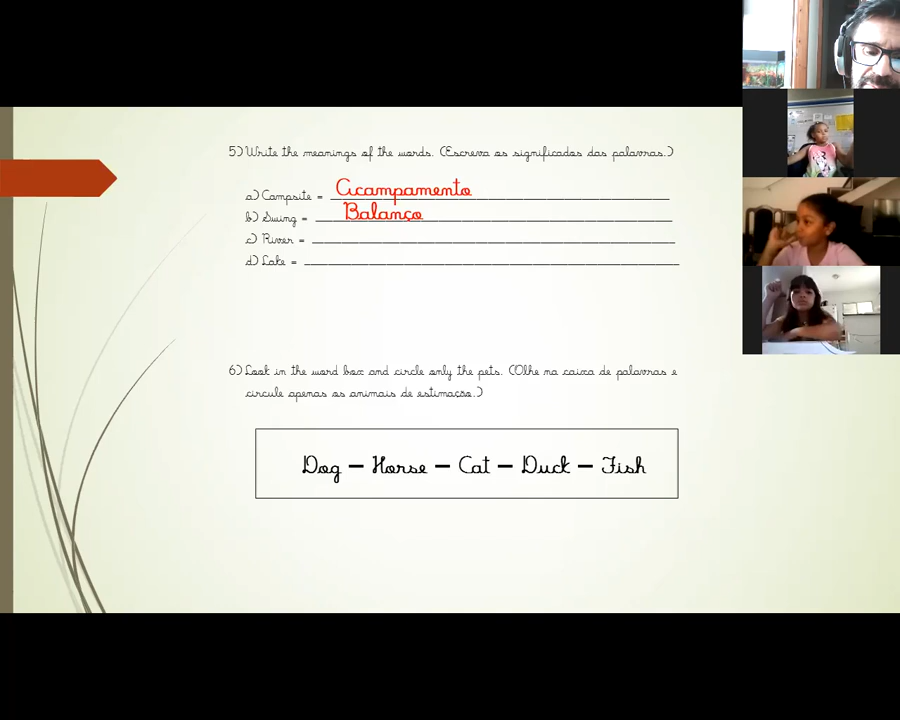 5) Write the meanings of the words. (Escreva os significados das palavras.)
a) Campsite = Acampamento
b) Swing = Balanço
c) River = ____________________
d) Lake = ____________________
6) Look in the word box and circle only the pets. (Olhe na caixa de palavras e
circule apenas os animais de estimação.)
Dog – Horse – Cat – Duck – Fish